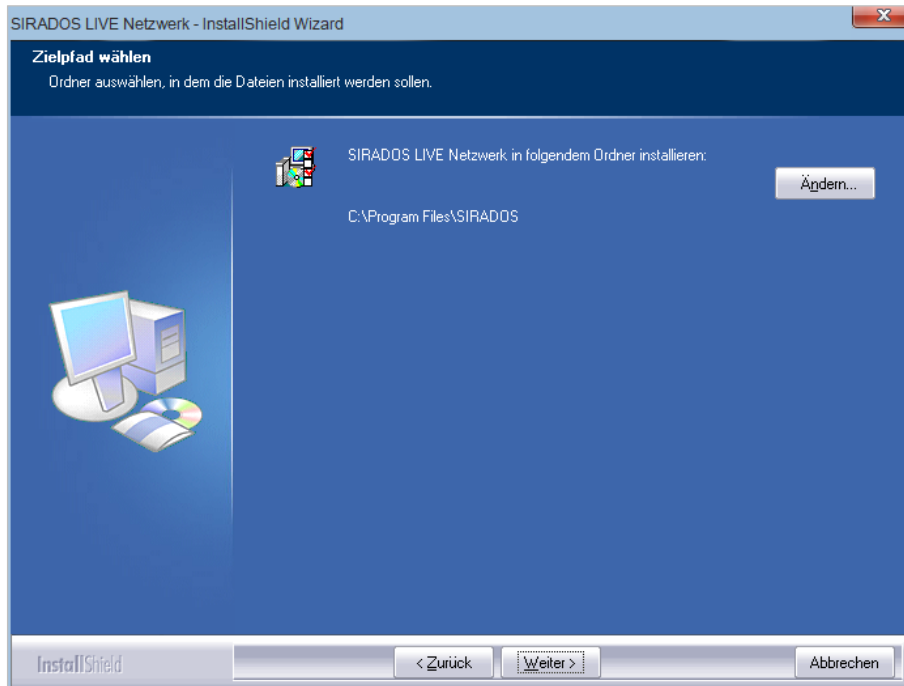 SIRADOS LIVE Netzwerk - InstallShield Wizard
Zielpfad wählen
Ordner auswählen, in dem die Dateien installiert werden sollen.
SIRADOS LIVE Netzwerk in folgendem Ordner installieren:
Ändern...
C:\Program Files\SIRADOS
InstallShield
< Zurück
Weiter >
Abbrechen